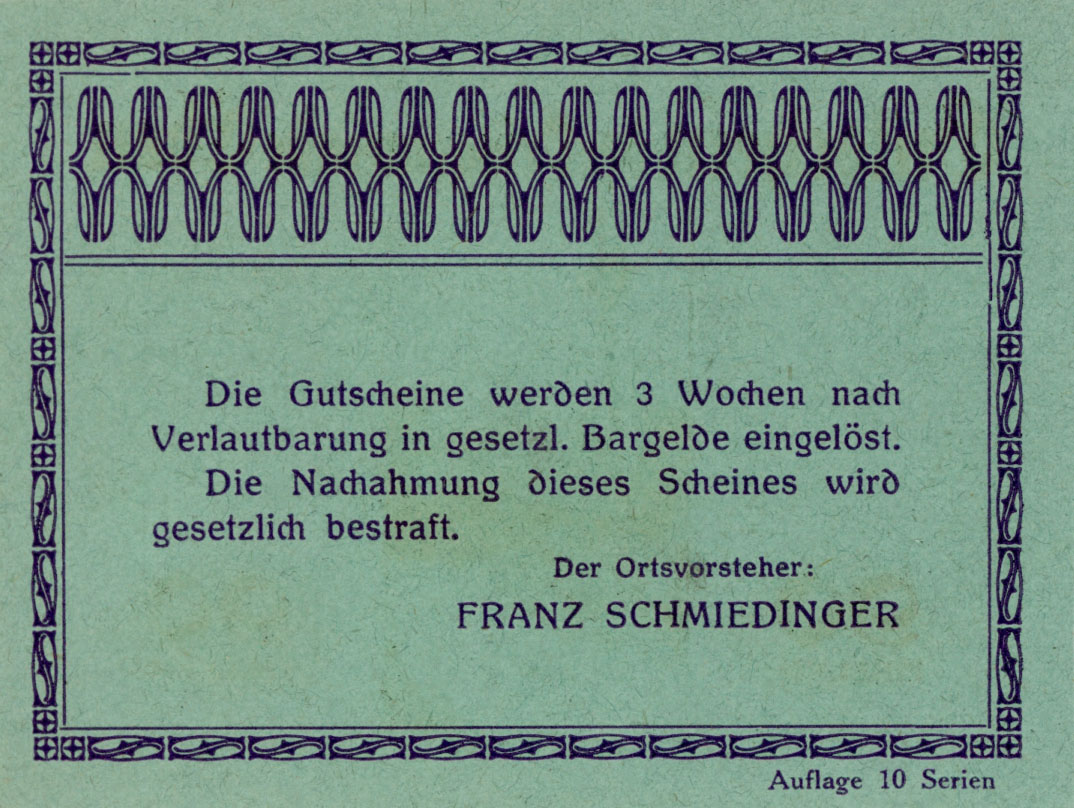 Die Gutscheine werden 3 Wochen nach
Verlautbarung in gesetzl. Bargelde eingelöst.
Die Nachahmung dieses Scheines wird
gesetzlich bestraft.
Der Ortsvorsteher:
FRANZ SCHMIEDINGER
Auflage 10 Serien